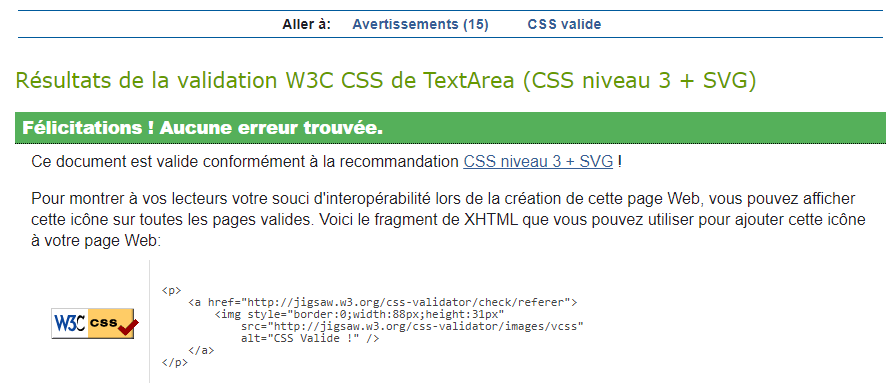 Aller à: Avertissements (15) CSS valide
Résultats de la validation W3C CSS de TextArea (CSS niveau 3 + SVG)
Félicitations ! Aucune erreur trouvée.
Ce document est valide conformément à la recommandation CSS niveau 3 + SVG !
Pour montrer à vos lecteurs votre souci d'interopérabilité lors de la création de cette page Web, vous pouvez afficher
cette icône sur toutes les pages valides. Voici le fragment de XHTML que vous pouvez utiliser pour ajouter cette icône
à votre page Web:
W3C css
<p>
    <a href="http://jigsaw.w3.org/css-validator/check/referer">
        <img style="border:0;width:88px;height:31px"
            src="http://jigsaw.w3.org/css-validator/images/vcss"
            alt="CSS Valide !" />
    </a>
</p>